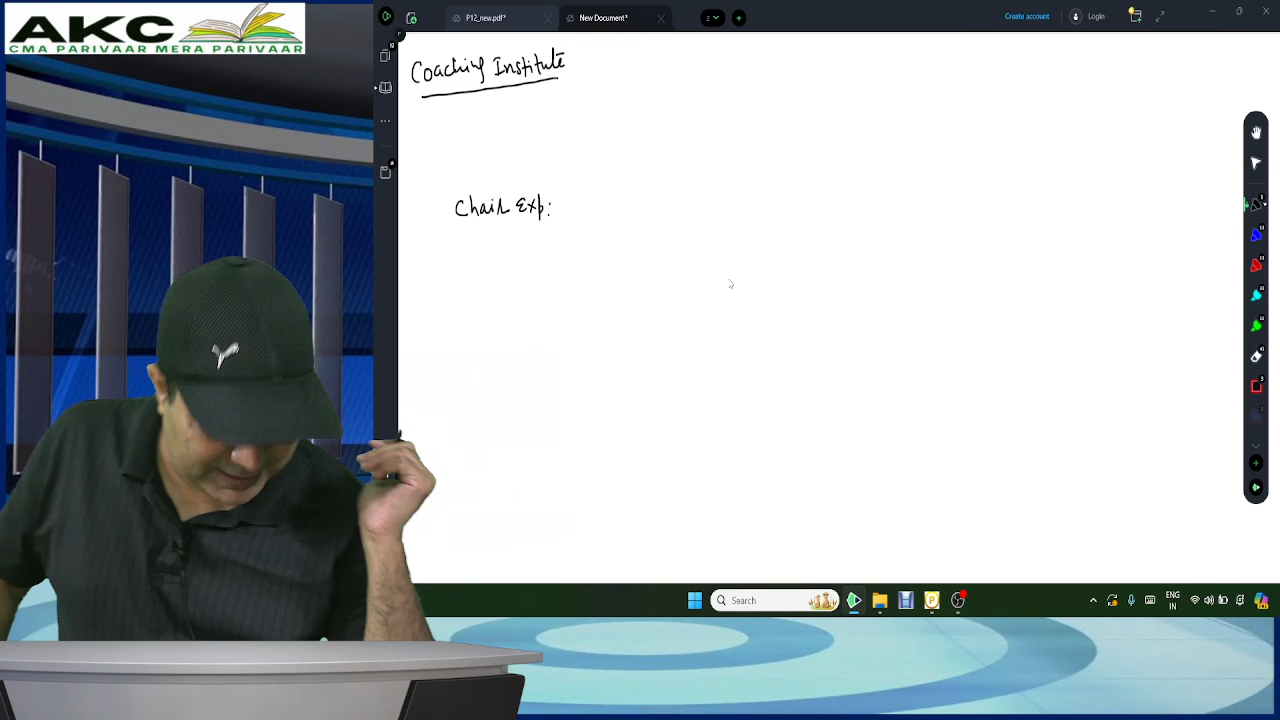 AKC
CMA PARIVAAR MERA PARIVAAR
P12_new.pdf*
New Document*
2
Create account
Login
Coaching Institute
Chair Exp:
Search
ENG
IN